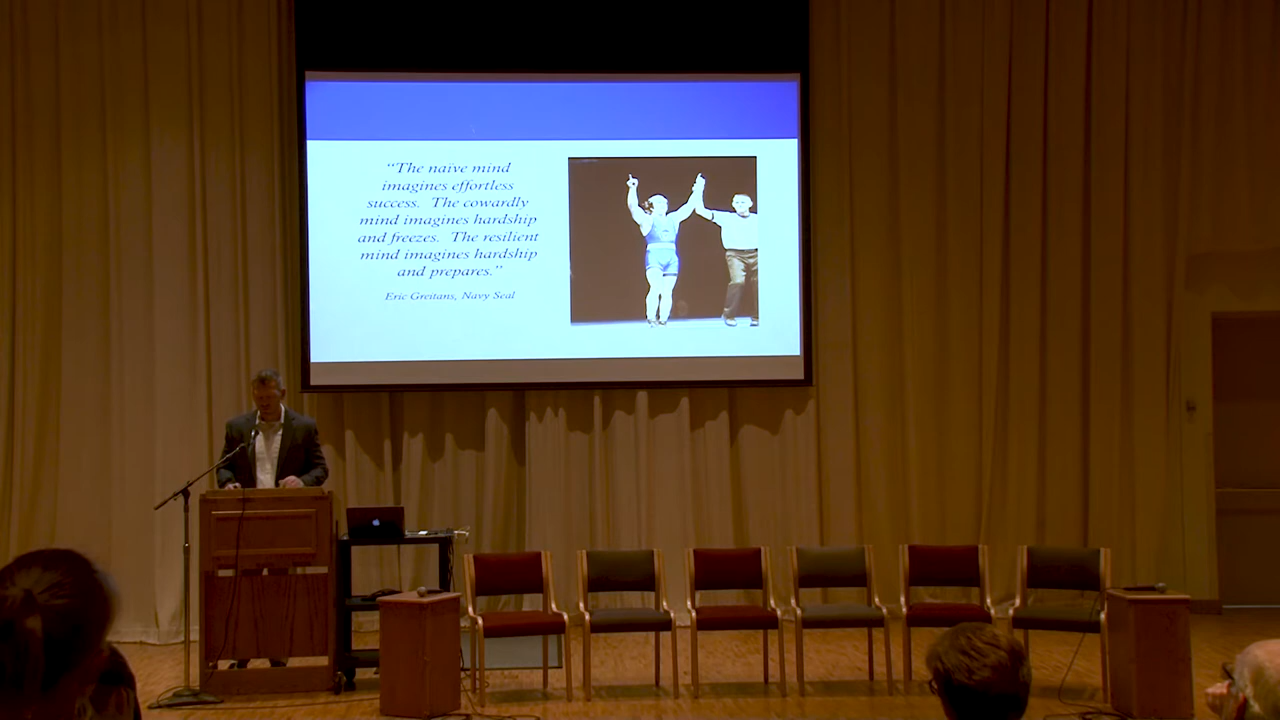 “The naïve mind
imagines effortless
success.  The cowardly
mind imagines hardship
and freezes.  The resilient
mind imagines hardship
and prepares.”
Eric Greitans, Navy Seal